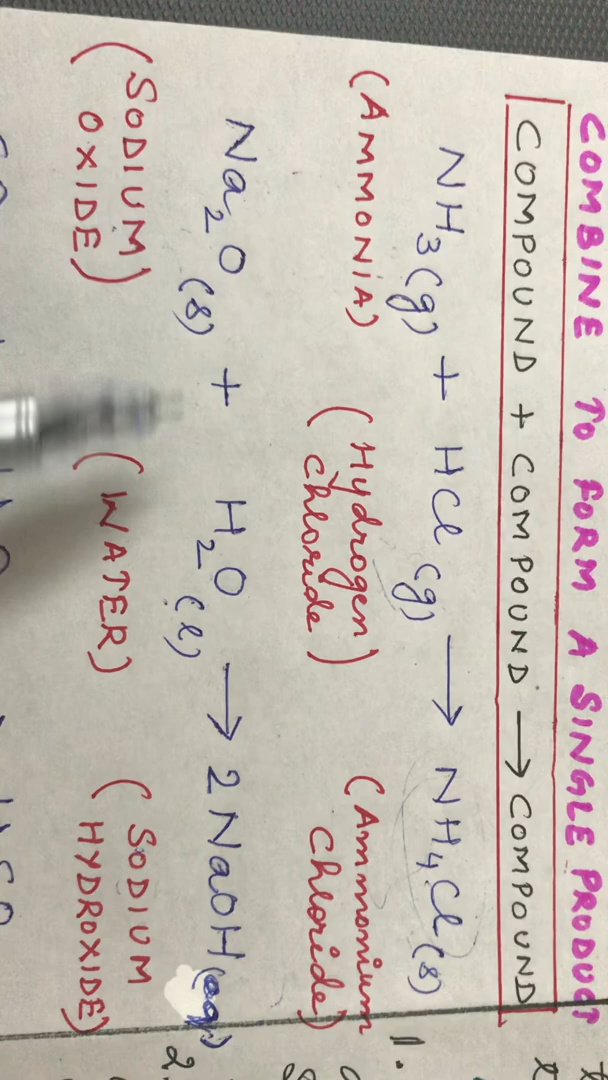 COMBINE TO FORM A SINGLE PRODUCT
COMPOUND + COMPOUND → COMPOUND
NH3(g) + HCl(g) → NH4Cl(s)
(AMMONIA) (Hydrogen chloride) (Ammonium chloride)
Na2O(s) + H2O(l) → 2NaOH(aq)
(SODIUM OXIDE) (WATER) (SODIUM HYDROXIDE)
1.
2.